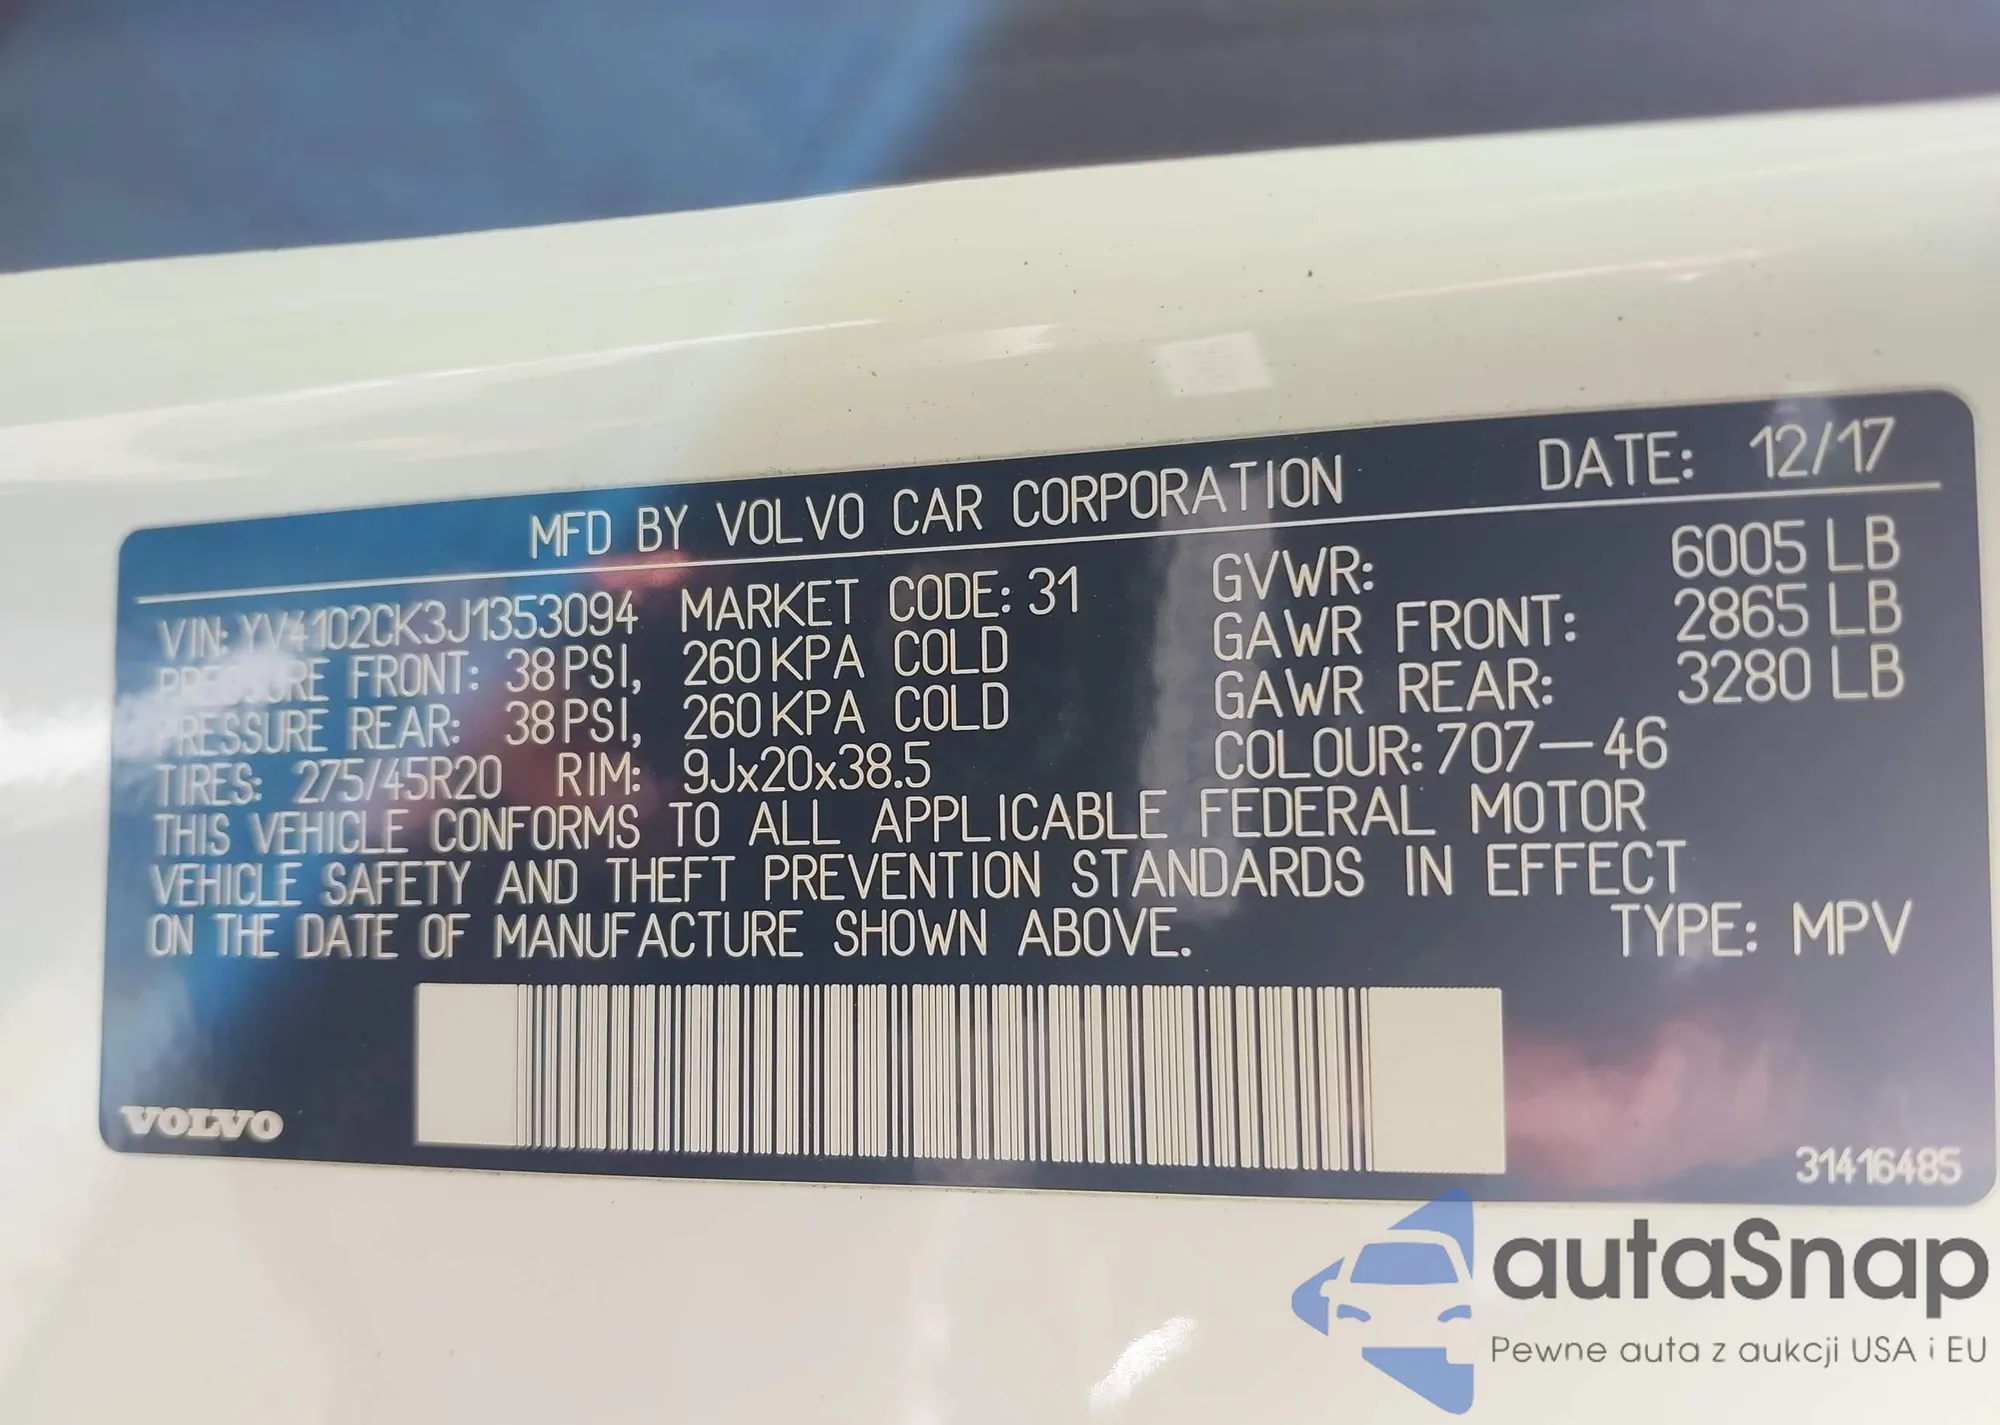 MFD BY VOLVO CAR CORPORATION DATE: 12/17
VIN: YV4102CK3J1353094 MARKET CODE: 31 GVWR: 6005 LB
PRESSURE FRONT: 38 PSI, 260 KPA COLD GAWR FRONT: 2865 LB
PRESSURE REAR: 38 PSI, 260 KPA COLD GAWR REAR: 3280 LB
TIRES: 275/45R20 RIM: 9Jx20x38.5 COLOUR: 707-46
THIS VEHICLE CONFORMS TO ALL APPLICABLE FEDERAL MOTOR
VEHICLE SAFETY AND THEFT PREVENTION STANDARDS IN EFFECT
ON THE DATE OF MANUFACTURE SHOWN ABOVE. TYPE: MPV
VOLVO
31416485
autaSnap
Pewne auta z aukcji USA i EU